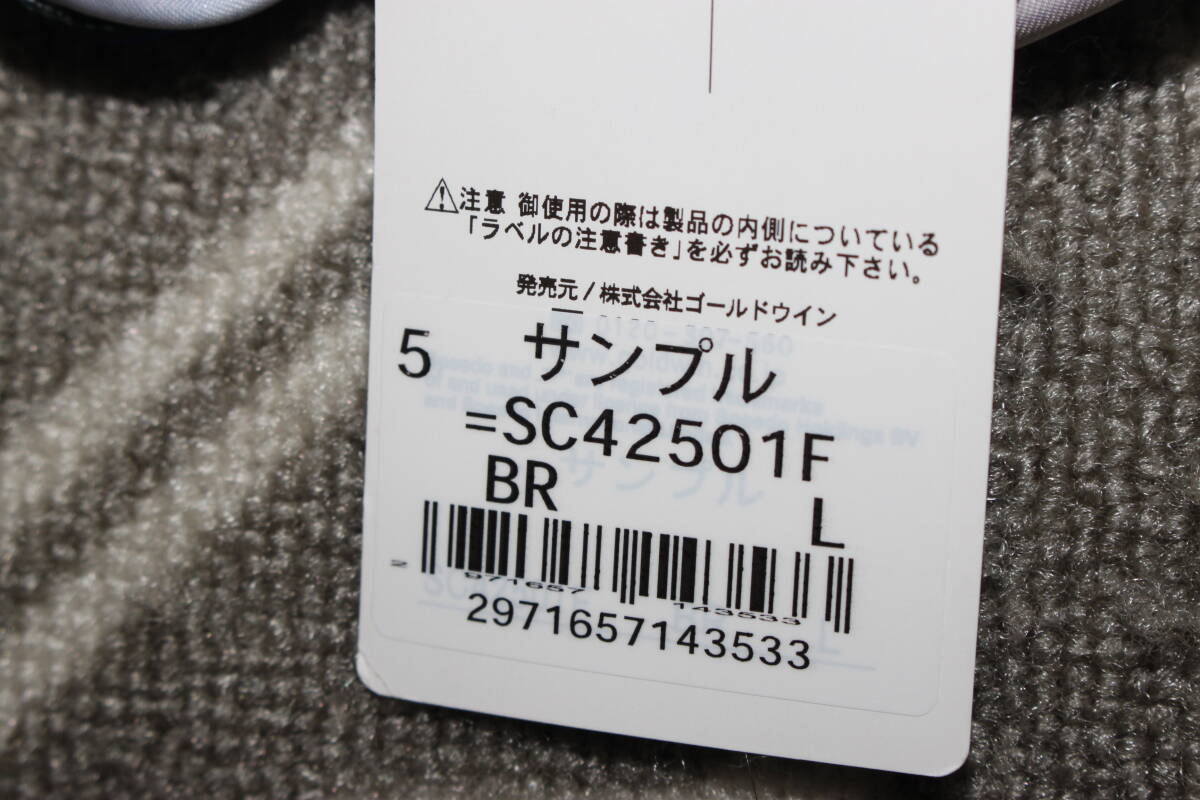 注意 御使用の際は製品の内側についている
「ラベルの注意書き」を必ずお読み下さい。
発売元/株式会社ゴールドウイン
5 サンプル
=SC42501F
BR L
2 971657 143533
2971657143533